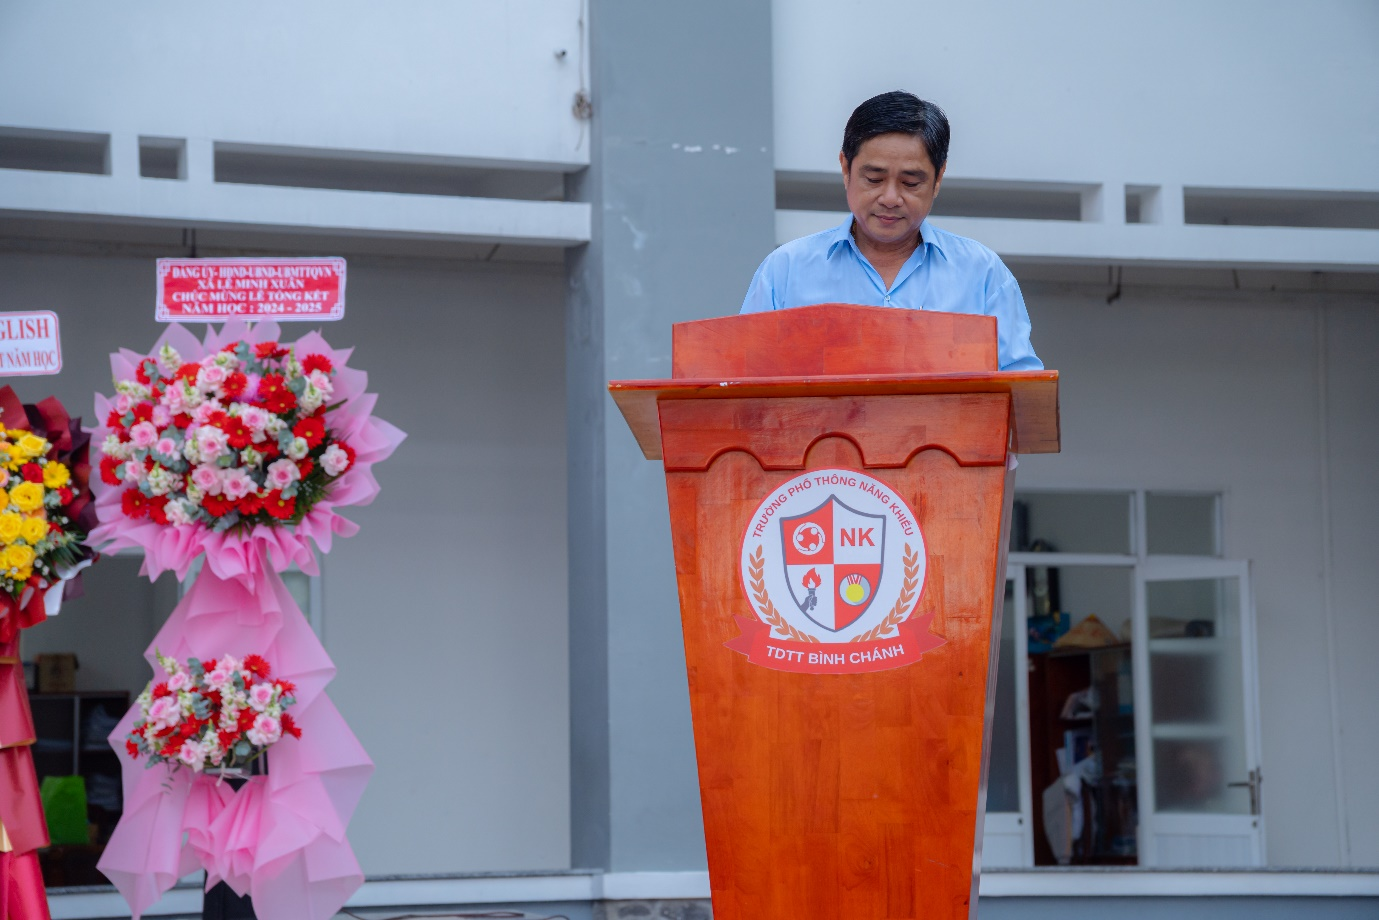 ĐẢNG ỦY- HĐND-UBND-UBMTTQVN
XÃ LÊ MINH XUÂN
CHÚC MỪNG LỄ TỔNG KẾT
NĂM HỌC : 2024 - 2025
GLISH
T NĂM HỌC
TRƯỜNG PHỔ THÔNG NĂNG KHIẾU
NK
TDTT BÌNH CHÁNH